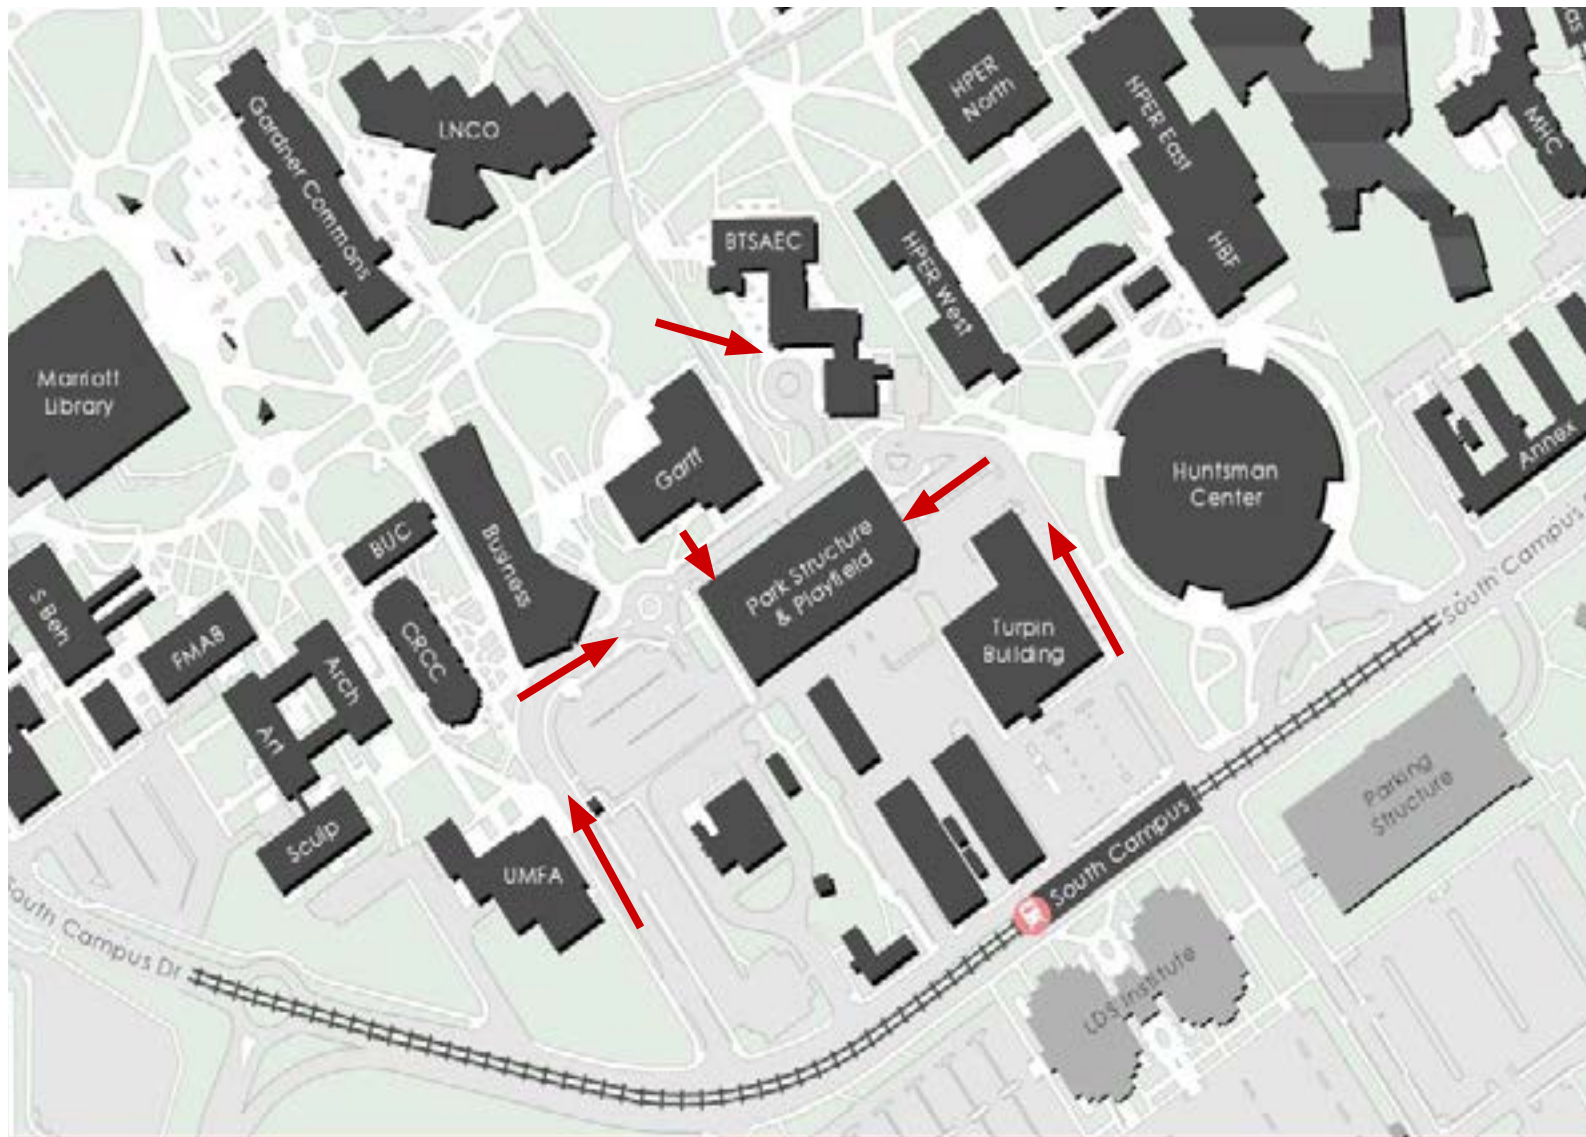 HPER
North
HPER East
as
Gardner Commons
LNCO
MHC
BTSAEC
HPER West
HBF
Marriott
Library
Garff
Huntsman
Center
Annex
BUC
Business
Park Structure
& Playfield
South Campus
S Beh
FMAB
CRCC
Turpin
Building
Arch
Art
Parking
Structure
Sculp
UMFA
South Campus
South Campus Dr
LDS Institute